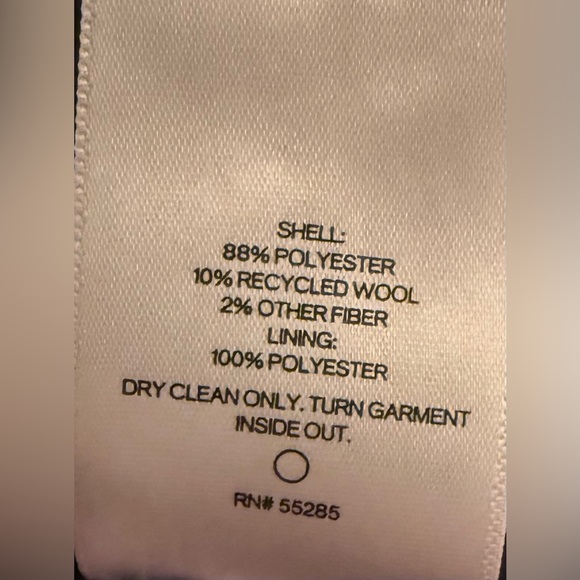 SHELL:
88% POLYESTER
10% RECYCLED WOOL
2% OTHER FIBER
LINING:
100% POLYESTER
DRY CLEAN ONLY. TURN GARMENT
INSIDE OUT.
RN# 55285